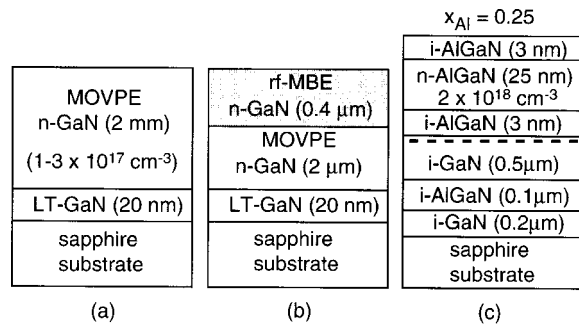 x_Al = 0.25
MOVPE
n-GaN (2 mm)
(1-3 x 10^17 cm^-3)
LT-GaN (20 nm)
sapphire
substrate
(a)
rf-MBE
n-GaN (0.4 μm)
MOVPE
n-GaN (2 μm)
LT-GaN (20 nm)
sapphire
substrate
(b)
i-AlGaN (3 nm)
n-AlGaN (25 nm)
2 x 10^18 cm^-3
i-AlGaN (3 nm)
i-GaN (0.5μm)
i-AlGaN (0.1μm)
i-GaN (0.2μm)
sapphire
substrate
(c)